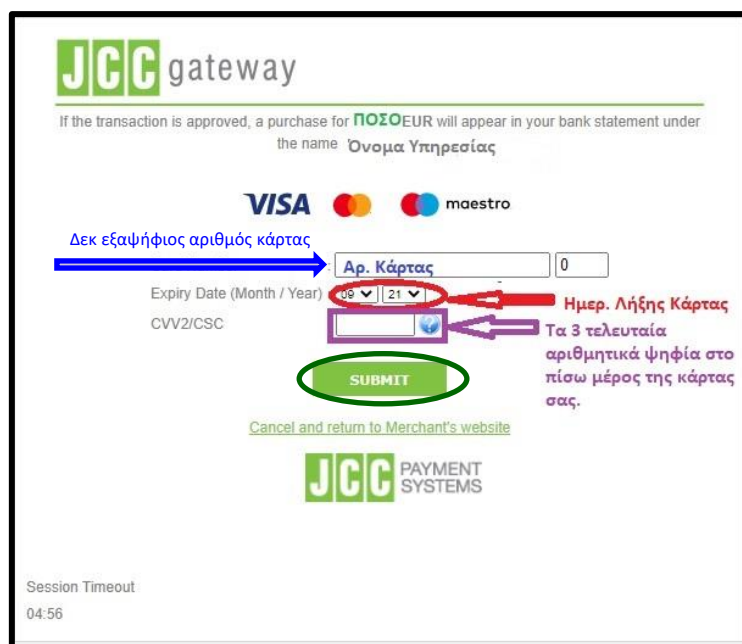 JCC gateway
If the transaction is approved, a purchase for ΠΟΣΟEUR will appear in your bank statement under
the name Όνομα Υπηρεσίας
VISA maestro
Δεκ εξαψήφιος αριθμός κάρτας
: Αρ. Κάρτας 0
Expiry Date (Month / Year) 09 21 Ημερ. Λήξης Κάρτας
CVV2/CSC Τα 3 τελευταία
αριθμητικά ψηφία στο
πίσω μέρος της κάρτας
σας.
SUBMIT
Cancel and return to Merchant's website
JCC PAYMENT
SYSTEMS
Session Timeout
04:56